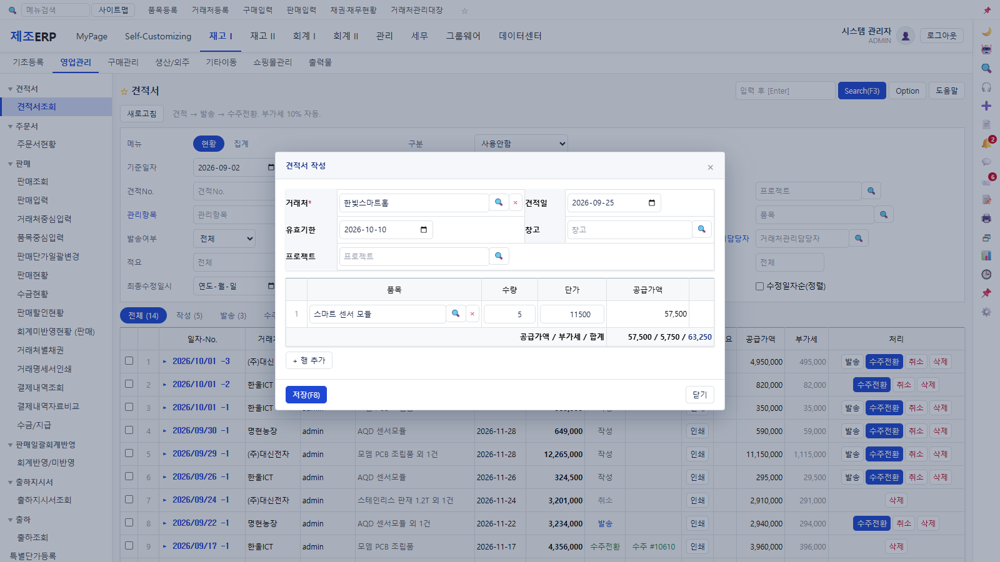 메뉴검색 사이트맵 품목등록 거래처등록 구매입력 판매입력 채권·채무현황 거래처관리대장
제조ERP MyPage Self-Customizing 재고 I 재고 II 회계 I 회계 II 관리 세무 그룹웨어 데이터센터 시스템 관리자 ADMIN 로그아웃
기초등록 영업관리 구매관리 생산/외주 기타이동 쇼핑몰관리 출력물
2
6
견적서
견적서조회
주문서
주문서현황
판매
판매조회
판매입력
거래처중심입력
품목중심입력
판매단가일괄변경
판매현황
수금현황
판매할인현황
회계미반영현황 (판매)
거래처별채권
거래명세서인쇄
결제내역조회
결제내역자료비교
수금/지급
판매일괄회계반영
회계반영/미반영
출하지시서
출하지시서조회
출하
출하조회
특별단가등록
☆ 견적서 입력 후 [Enter] Search(F3) Option 도움말
새로고침 견적 → 발송 → 수주전환. 부가세 10% 자동.
메뉴 현황 집계 구분 사용안함
기준일자 2026-09-02
견적No. 견적No. 프로젝트
관리항목 관리항목 품목
발송여부 전체 담당자 거래처관리담당자
적요 전체 전체
최종수정일시 연도-월-일 수정일자순(정렬)
전체 (14) 작성 (5) 발송 (3) 수주
견적서 작성 ×
거래처* 한빛스마트홈 × 견적일 2026-09-25
유효기한 2026-10-10 창고 창고
프로젝트 프로젝트
품목 수량 단가 공급가액
1 스마트 센서 모듈 × 5 11500 57,500
공급가액 / 부가세 / 합계 57,500 / 5,750 / 63,250
+ 행 추가
저장(F8) 닫기
일자-No. 거래처 요 공급가액 부가세 처리
1 ▸ 2026/10/01 -3 (주)대신 4,950,000 495,000 발송 수주전환 취소 삭제
2 ▸ 2026/10/01 -2 한울ICT 820,000 82,000 수주전환 취소 삭제
3 ▸ 2026/10/01 -1 한울ICT 350,000 35,000 발송 수주전환 취소 삭제
4 ▸ 2026/09/30 -1 명현농장 admin AQD 센서모듈 2026-11-28 649,000 작성 인쇄 590,000 59,000 발송 수주전환 취소 삭제
5 ▸ 2026/09/29 -1 (주)대신전자 admin 모뎀 PCB 조립품 외 1건 2026-11-28 12,265,000 작성 인쇄 11,150,000 1,115,000 발송 수주전환 취소 삭제
6 ▸ 2026/09/26 -1 한울ICT admin AQD 센서모듈 2026-11-26 324,500 작성 인쇄 295,000 29,500 발송 수주전환 취소 삭제
7 ▸ 2026/09/24 -1 (주)대신전자 admin 스테인리스 판재 1.2T 외 1건 2026-11-24 3,201,000 취소 인쇄 2,910,000 291,000 삭제
8 ▸ 2026/09/22 -1 명현농장 admin AQD 센서모듈 외 1건 2026-11-22 3,234,000 발송 인쇄 2,940,000 294,000 수주전환 취소 삭제
9 ▸ 2026/09/17 -1 한울ICT admin 모뎀 PCB 조립품 2026-11-17 4,356,000 수주전환 수주 #10610 인쇄 3,960,000 396,000 삭제